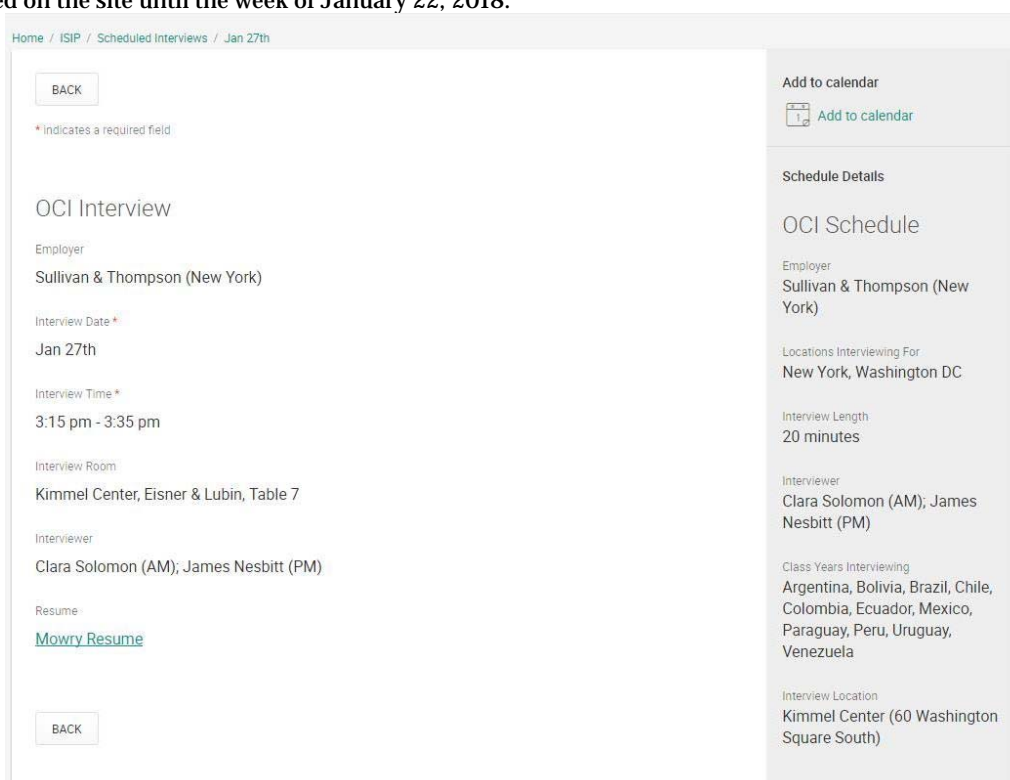 ed on the site until the week of January 22, 2018.
Home / ISIP / Scheduled Interviews / Jan 27th
BACK
* indicates a required field
OCI Interview
Employer
Sullivan & Thompson (New York)
Interview Date *
Jan 27th
Interview Time *
3:15 pm - 3:35 pm
Interview Room
Kimmel Center, Eisner & Lubin, Table 7
Interviewer
Clara Solomon (AM); James Nesbitt (PM)
Resume
Mowry Resume
BACK
Add to calendar
1
Add to calendar
Schedule Details
OCI Schedule
Employer
Sullivan & Thompson (New
York)
Locations Interviewing For
New York, Washington DC
Interview Length
20 minutes
Interviewer
Clara Solomon (AM); James
Nesbitt (PM)
Class Years Interviewing
Argentina, Bolivia, Brazil, Chile,
Colombia, Ecuador, Mexico,
Paraguay, Peru, Uruguay,
Venezuela
Interview Location
Kimmel Center (60 Washington
Square South)